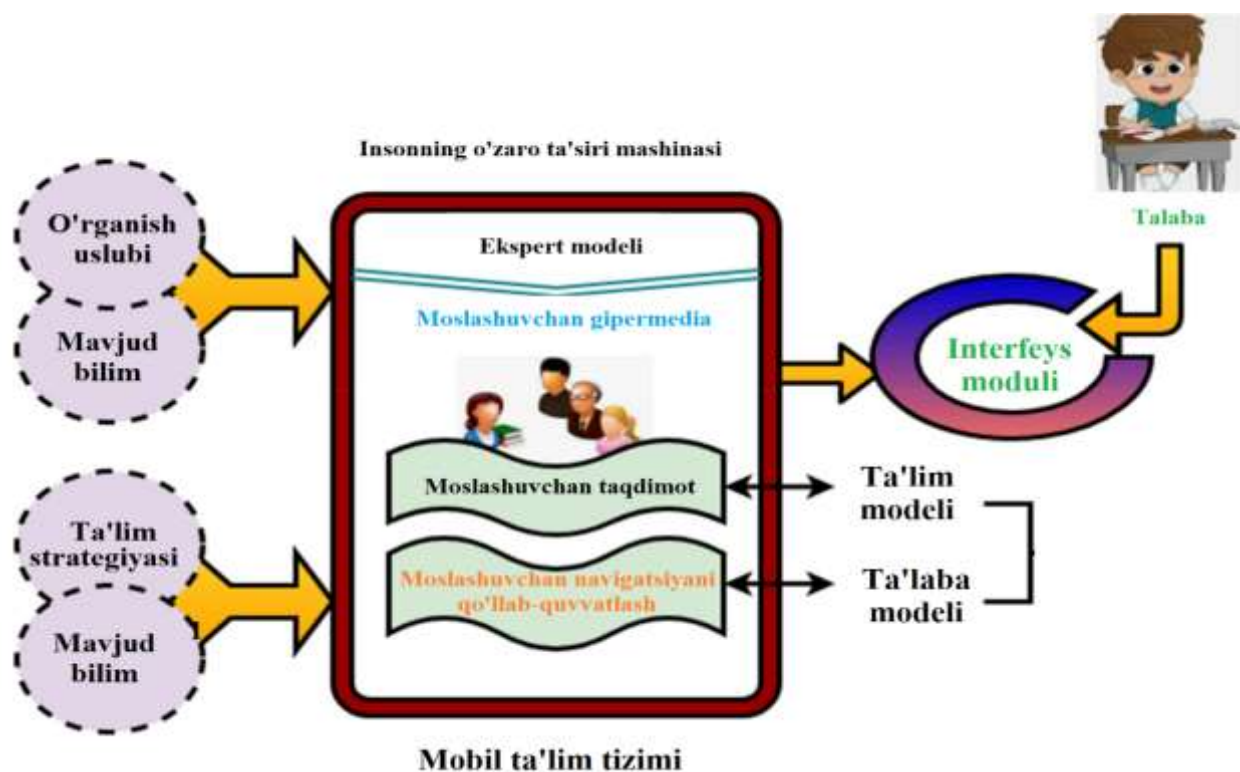 Insonning o'zaro ta'siri mashinasi
O'rganish
uslubi
Mavjud
bilim
Ta'lim
strategiyasi
Mavjud
bilim
Ekspert modeli
Moslashuvchan gipermedia
Moslashuvchan taqdimot
Moslashuvchan navigatsiyani
qo'llab-quvvatlash
Talaba
Interfeys
moduli
Ta'lim
modeli
Ta'laba
modeli
Mobil ta'lim tizimi